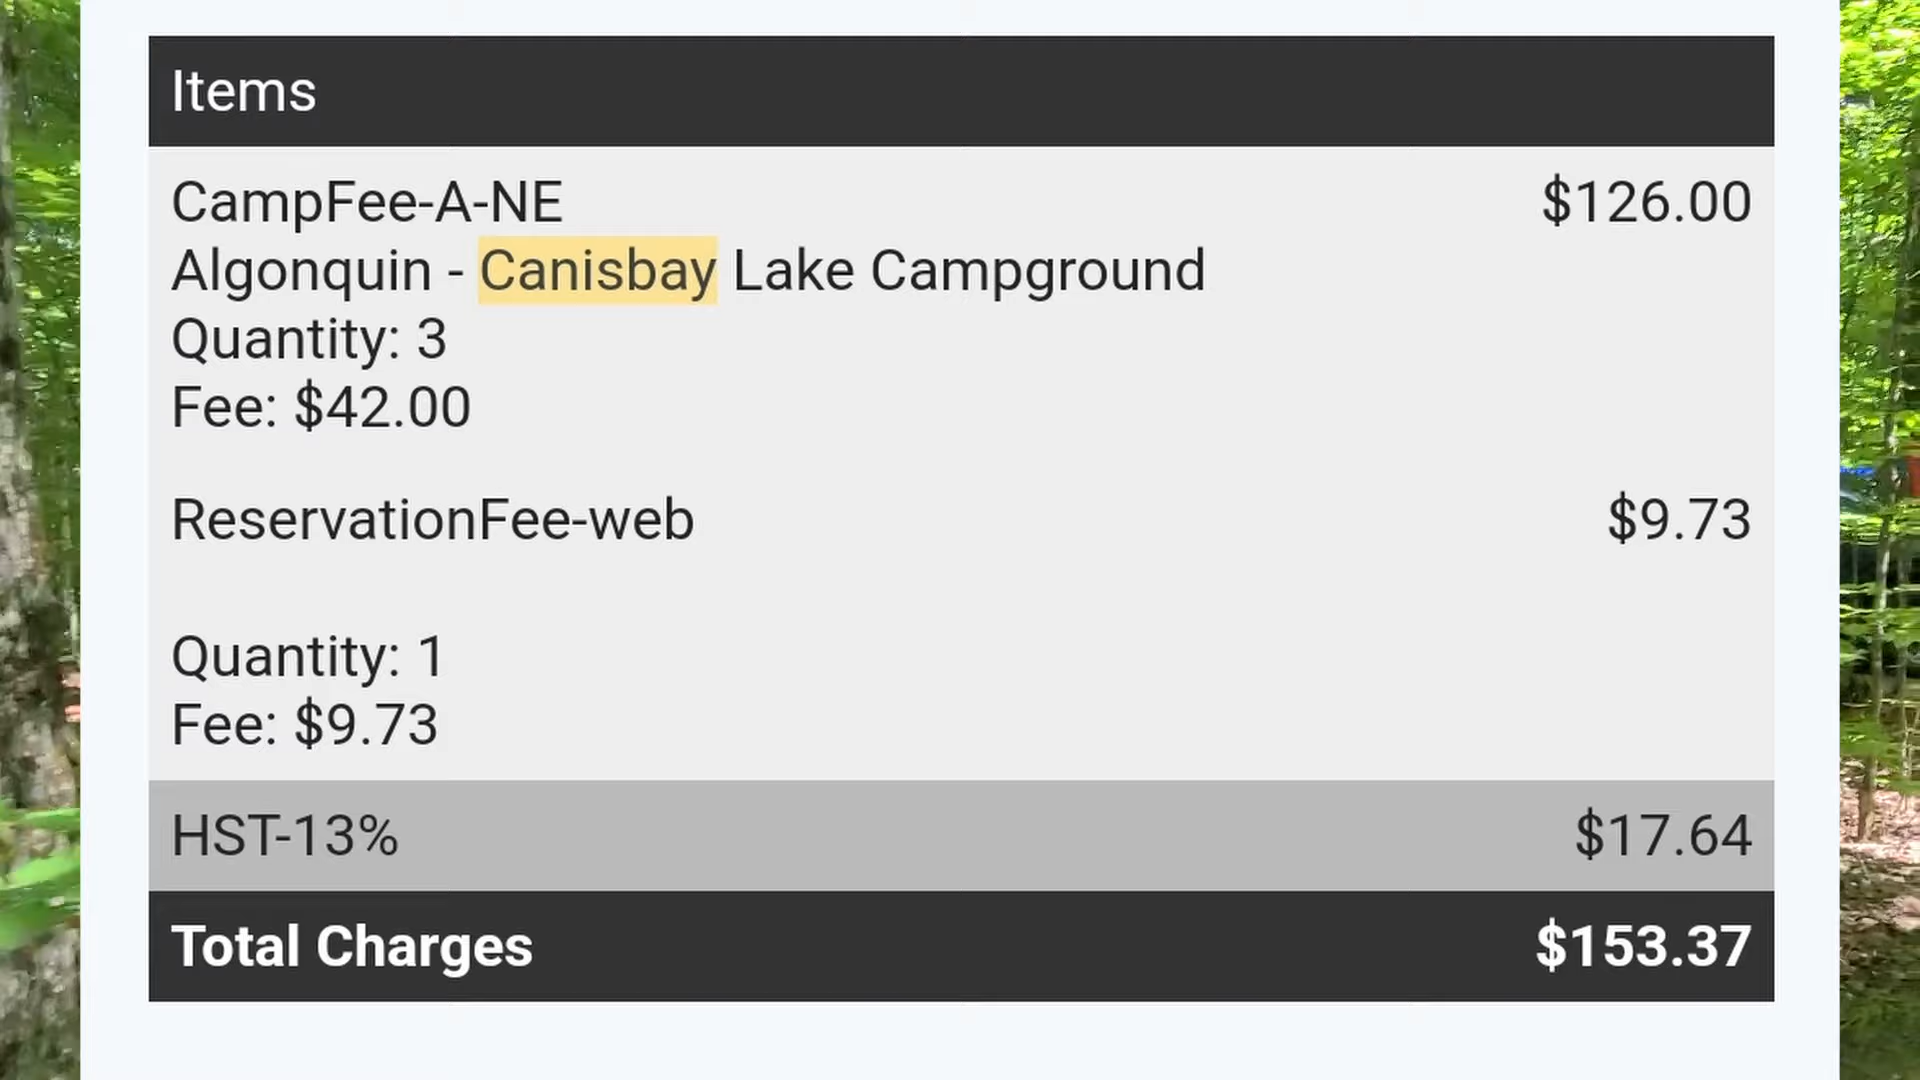 Items
CampFee-A-NE $126.00
Algonquin - Canisbay Lake Campground
Quantity: 3
Fee: $42.00
ReservationFee-web $9.73
Quantity: 1
Fee: $9.73
HST-13% $17.64
Total Charges $153.37